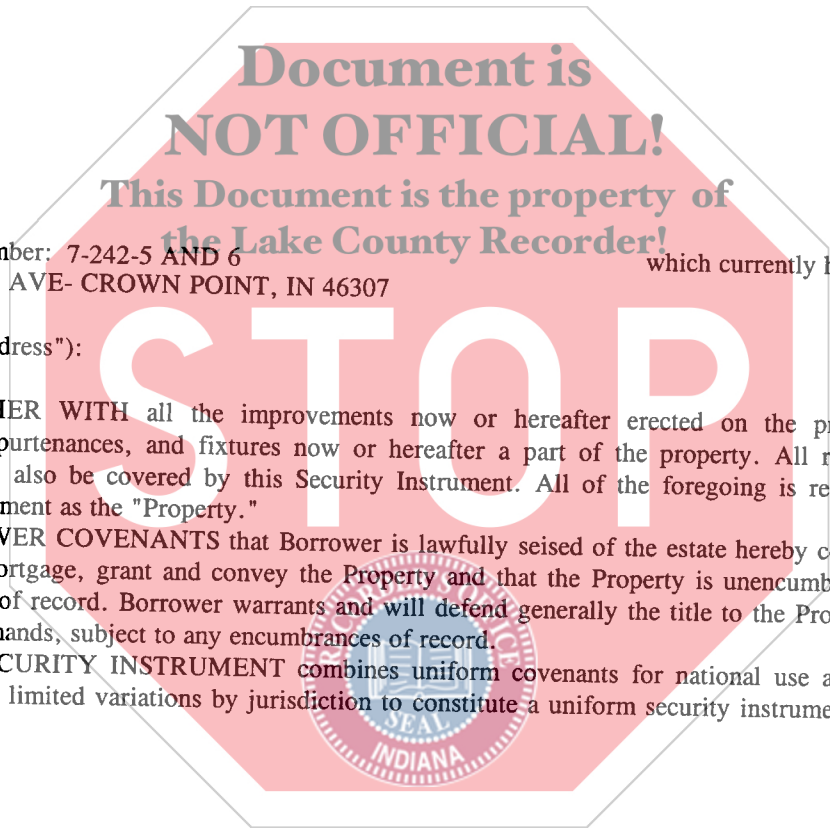 Document is
NOT OFFICIAL!
This Document is the property of
the Lake County Recorder!
mber: 7-242-5 AND 6 which currently h
AVE- CROWN POINT, IN 46307
dress"):
STOP
IER WITH all the improvements now or hereafter erected on the pr
purtenances, and fixtures now or hereafter a part of the property. All r
also be covered by this Security Instrument. All of the foregoing is re
ment as the "Property."
VER COVENANTS that Borrower is lawfully seised of the estate hereby c
ortgage, grant and convey the Property and that the Property is unencumb
of record. Borrower warrants and will defend generally the title to the Pro
nands, subject to any encumbrances of record.
CURITY INSTRUMENT combines uniform covenants for national use a
limited variations by jurisdiction to constitute a uniform security instrume
RECORDER'S OFFICE
SEAL
INDIANA